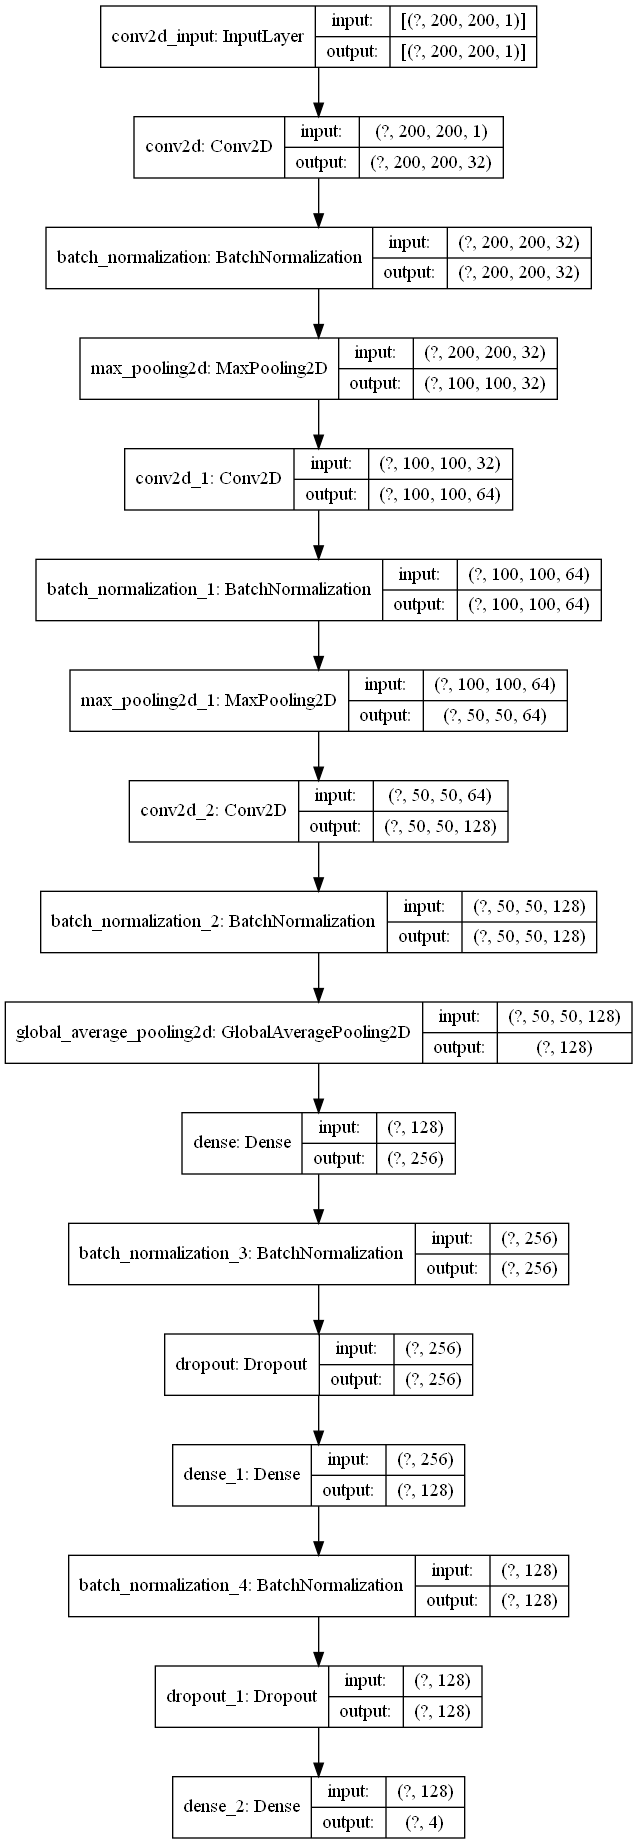 conv2d_input: InputLayer
input: [(?, 200, 200, 1)]
output: [(?, 200, 200, 1)]
conv2d: Conv2D
input: (?, 200, 200, 1)
output: (?, 200, 200, 32)
batch_normalization: BatchNormalization
input: (?, 200, 200, 32)
output: (?, 200, 200, 32)
max_pooling2d: MaxPooling2D
input: (?, 200, 200, 32)
output: (?, 100, 100, 32)
conv2d_1: Conv2D
input: (?, 100, 100, 32)
output: (?, 100, 100, 64)
batch_normalization_1: BatchNormalization
input: (?, 100, 100, 64)
output: (?, 100, 100, 64)
max_pooling2d_1: MaxPooling2D
input: (?, 100, 100, 64)
output: (?, 50, 50, 64)
conv2d_2: Conv2D
input: (?, 50, 50, 64)
output: (?, 50, 50, 128)
batch_normalization_2: BatchNormalization
input: (?, 50, 50, 128)
output: (?, 50, 50, 128)
global_average_pooling2d: GlobalAveragePooling2D
input: (?, 50, 50, 128)
output: (?, 128)
dense: Dense
input: (?, 128)
output: (?, 256)
batch_normalization_3: BatchNormalization
input: (?, 256)
output: (?, 256)
dropout: Dropout
input: (?, 256)
output: (?, 256)
dense_1: Dense
input: (?, 256)
output: (?, 128)
batch_normalization_4: BatchNormalization
input: (?, 128)
output: (?, 128)
dropout_1: Dropout
input: (?, 128)
output: (?, 128)
dense_2: Dense
input: (?, 128)
output: (?, 4)